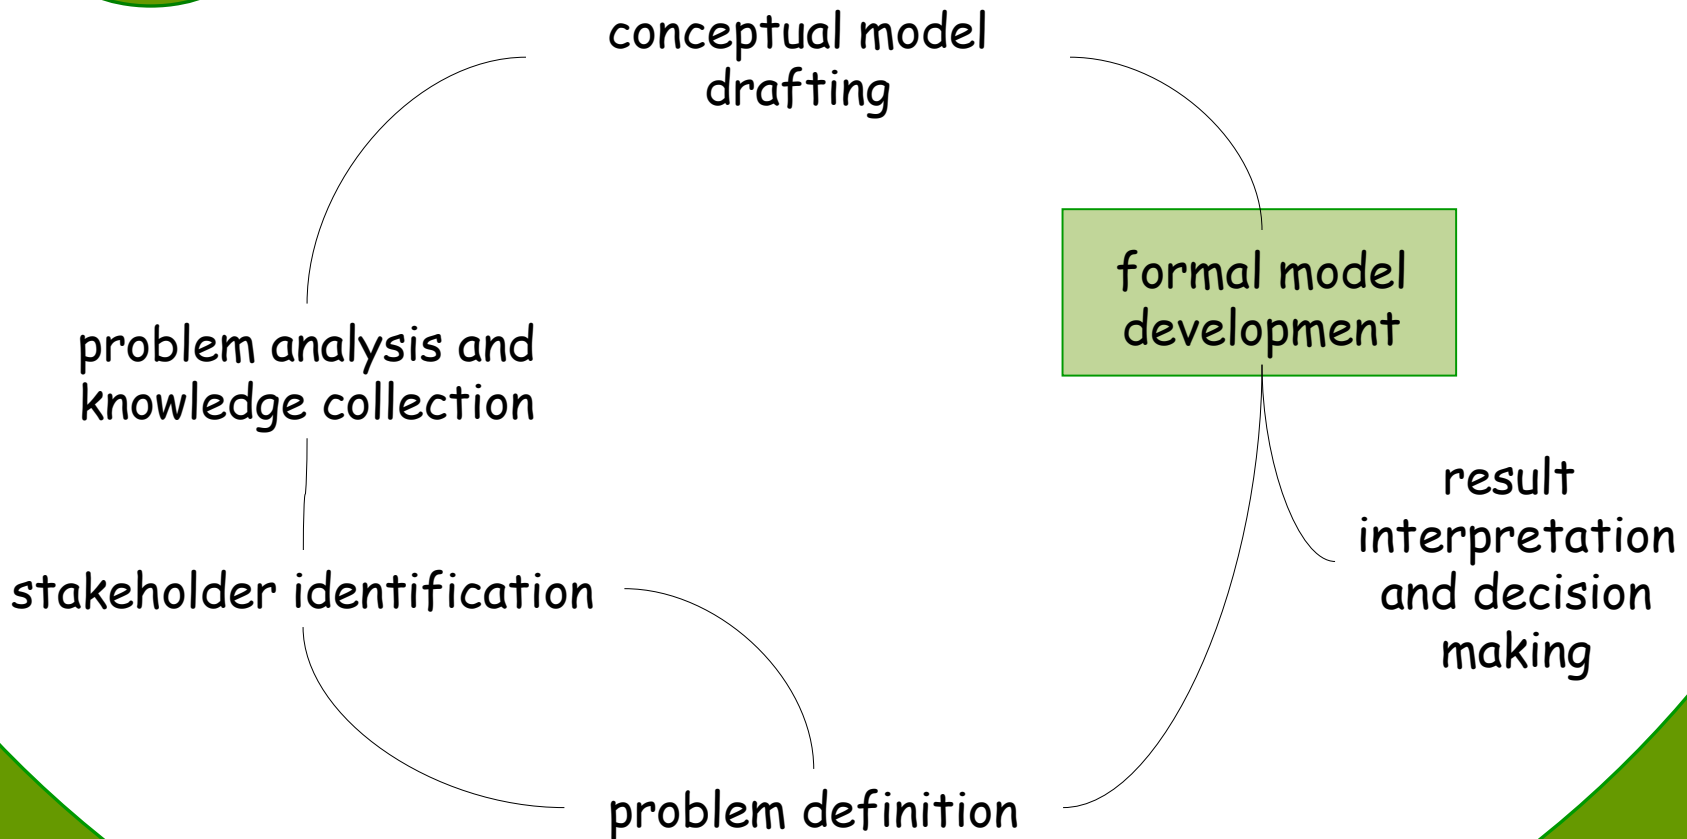 conceptual model
drafting
formal model
development
problem analysis and
knowledge collection
result
interpretation
and decision
making
stakeholder identification
problem definition